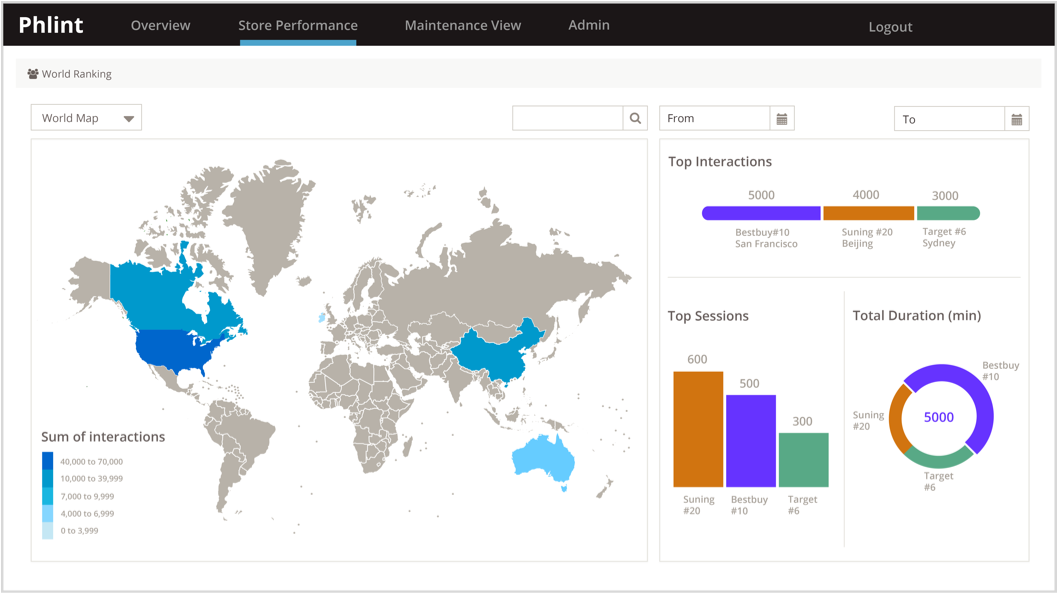 Phlint
Overview
Store Performance
Maintenance View
Admin
Logout
World Ranking
World Map
From
To
Sum of interactions
40,000 to 70,000
10,000 to 39,999
7,000 to 9,999
4,000 to 6,999
0 to 3,999
Top Interactions
5000
4000
3000
Bestbuy#10
San Francisco
Suning #20
Beijing
Target #6
Sydney
Top Sessions
600
500
300
Suning
#20
Bestbuy
#10
Target
#6
Total Duration (min)
Bestbuy
#10
Suning
#20
5000
Target
#6